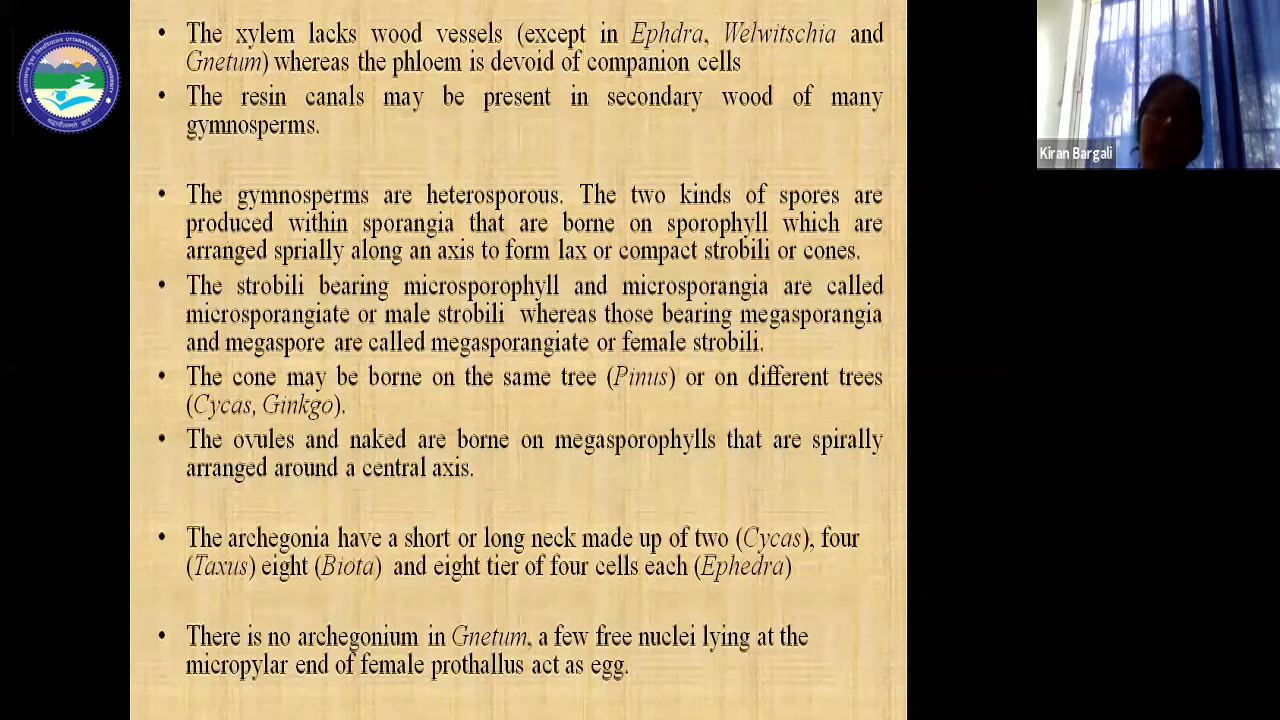 • The xylem lacks wood vessels (except in Ephdra, Welwitschia and
Gnetum) whereas the phloem is devoid of companion cells
• The resin canals may be present in secondary wood of many
gymnosperms.
• The gymnosperms are heterosporous. The two kinds of spores are
produced within sporangia that are borne on sporophyll which are
arranged sprially along an axis to form lax or compact strobili or cones.
• The strobili bearing microsporophyll and microsporangia are called
microsporangiate or male strobili whereas those bearing megasporangia
and megaspore are called megasporangiate or female strobili.
• The cone may be borne on the same tree (Pinus) or on different trees
(Cycas, Ginkgo).
• The ovules and naked are borne on megasporophylls that are spirally
arranged around a central axis.
• The archegonia have a short or long neck made up of two (Cycas), four
(Taxus) eight (Biota) and eight tier of four cells each (Ephedra)
• There is no archegonium in Gnetum, a few free nuclei lying at the
micropylar end of female prothallus act as egg.
Kiran Bargali
UTTARAKHAND OPEN UNIVERSITY